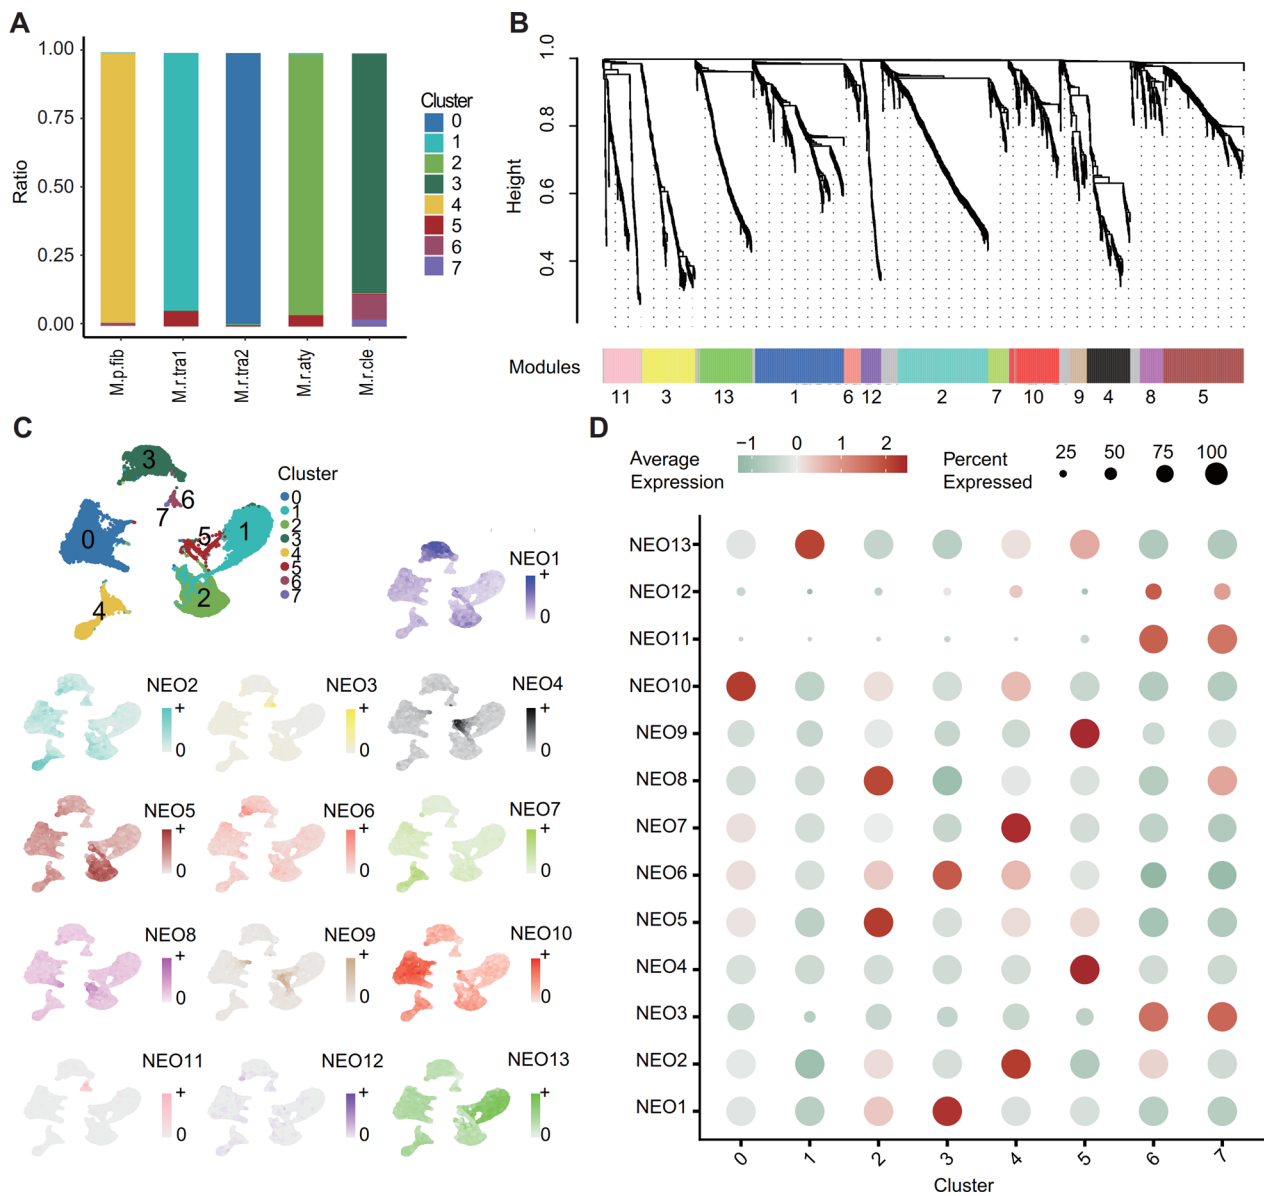 A
1.00
0.75
0.50
0.25
0.00
Ratio
M.p.fib
M.r.tra1
M.r.tra2
M.r.aty
M.r.de
Cluster
0
1
2
3
4
5
6
7
B
1.0
0.8
0.6
0.4
Height
Modules
11 3 13 1 6 12 2 7 10 9 4 8 5
C
3
6
7
0
5
1
4
2
Cluster
0
1
2
3
4
5
6
7
NEO1
+
0
NEO2
+
0
NEO3
+
0
NEO4
+
0
NEO5
+
0
NEO6
+
0
NEO7
+
0
NEO8
+
0
NEO9
+
0
NEO10
+
0
NEO11
+
0
NEO12
+
0
NEO13
+
0
D
Average
Expression
−1 0 1 2
Percent
Expressed
25 50 75 100
NEO13
NEO12
NEO11
NEO10
NEO9
NEO8
NEO7
NEO6
NEO5
NEO4
NEO3
NEO2
NEO1
0 1 2 3 4 5 6 7
Cluster